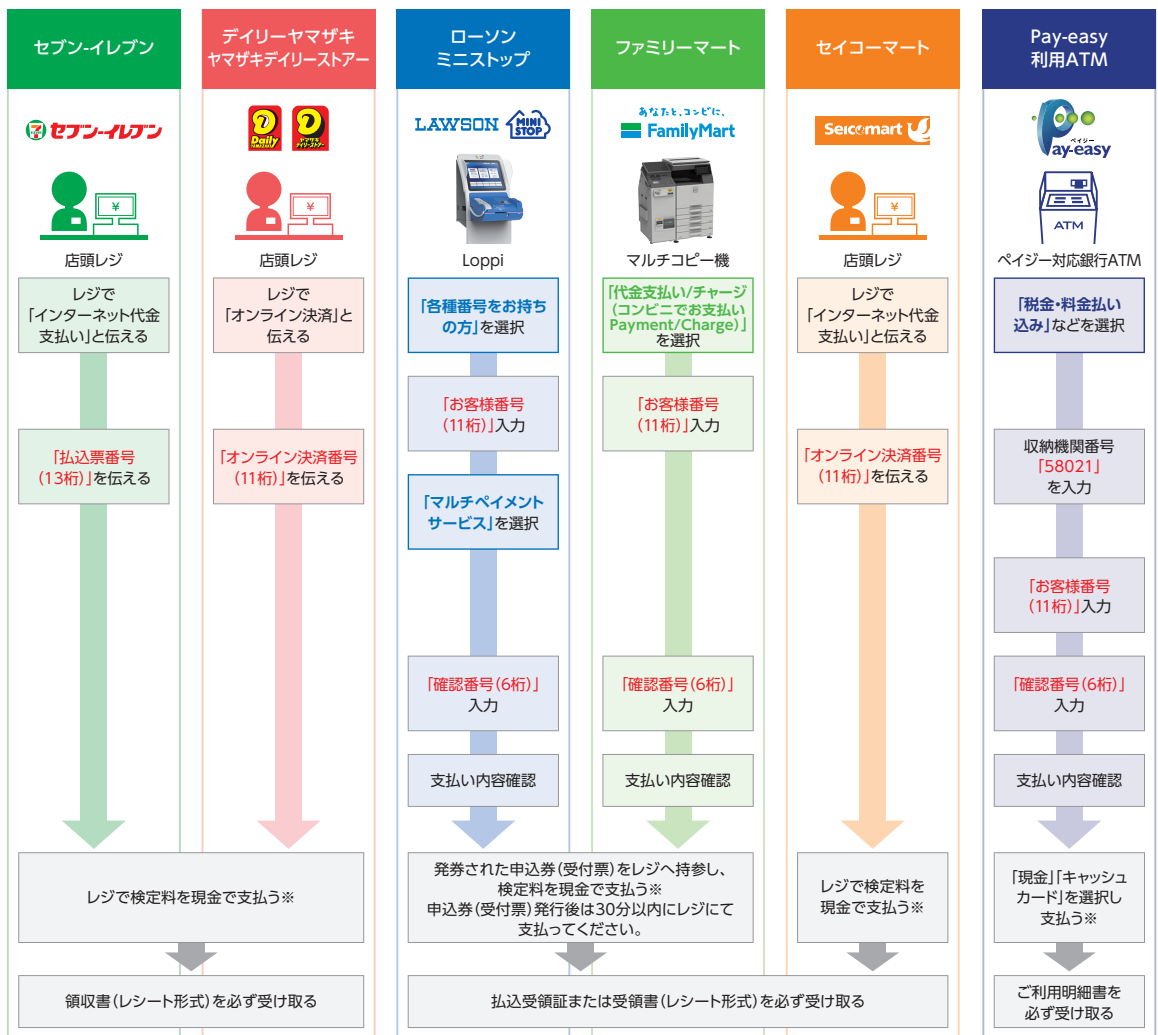 セブン-イレブン
7
セブン-イレブン
¥
店頭レジ
レジで
「インターネット代金
支払い」と伝える
「払込票番号
(13桁)」を伝える
デイリーヤマザキ
ヤマザキデイリーストアー
Daily
YAMAZAKI
ヤマザキ
デイリーストアー
¥
店頭レジ
レジで
「オンライン決済」と
伝える
「オンライン決済番号
(11桁)」を伝える
レジで検定料を現金で支払う※
領収書(レシート形式)を必ず受け取る
ローソン
ミニストップ
LAWSON
MINI
STOP
Loppi
「各種番号をお持ち
の方」を選択
「お客様番号
(11桁)」入力
「マルチペイメント
サービス」を選択
「確認番号(6桁)」
入力
支払い内容確認
ファミリーマート
あなたと、コンビに、
FamilyMart
マルチコピー機
「代金支払い/チャージ
(コンビニでお支払い
Payment/Charge)」
を選択
「お客様番号
(11桁)」入力
「確認番号(6桁)」
入力
支払い内容確認
発券された申込券(受付票)をレジへ持参し、
検定料を現金で支払う※
申込券(受付票)発行後は30分以内にレジにて
支払ってください。
セイコーマート
Seicomart
¥
店頭レジ
レジで
「インターネット代金
支払い」と伝える
「オンライン決済番号
(11桁)」を伝える
レジで検定料を
現金で支払う※
払込受領証または受領書(レシート形式)を必ず受け取る
Pay-easy
利用ATM
ペイジー
Pay-easy
ATM
ペイジー対応銀行ATM
「税金・料金払い
込み」などを選択
収納機関番号
「58021」
を入力
「お客様番号
(11桁)」入力
「確認番号(6桁)」
入力
支払い内容確認
「現金」「キャッシュ
カード」を選択し
支払う※
ご利用明細書を
必ず受け取る